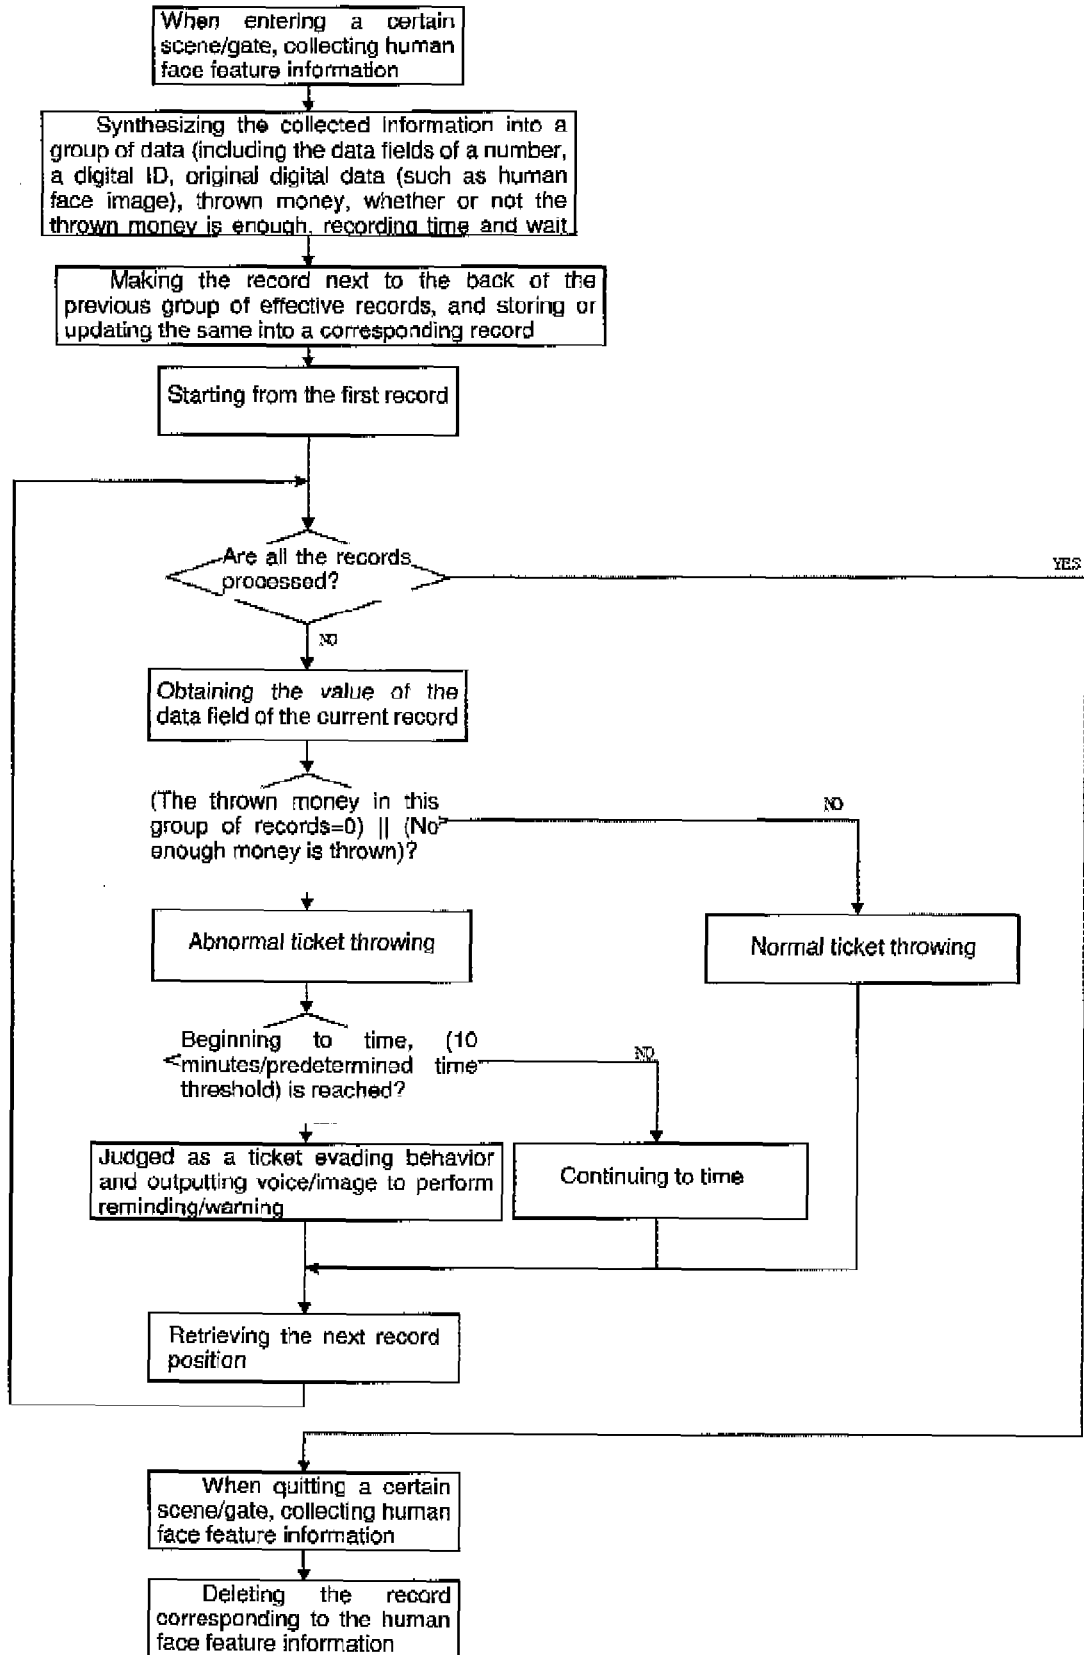 When entering a certain
scene/gate, collecting human
face feature information
Synthesizing the collected information into a
group of data (including the data fields of a number,
a digital ID, original digital data (such as human
face image), thrown money, whether or not the
thrown money is enough, recording time and wait
Making the record next to the back of the
previous group of effective records, and storing or
updating the same into a corresponding record
Starting from the first record
Are all the records
processed?
YES
NO
Obtaining the value of the
data field of the current record
(The thrown money in this
group of records=0) || (No
enough money is thrown)?
NO
Abnormal ticket throwing
Normal ticket throwing
Beginning to time, (10
minutes/predetermined time
threshold) is reached?
NO
Judged as a ticket evading behavior
and outputting voice/image to perform
reminding/warning
Continuing to time
Retrieving the next record
position
When quitting a certain
scene/gate, collecting human
face feature information
Deleting the record
corresponding to the human
face feature information